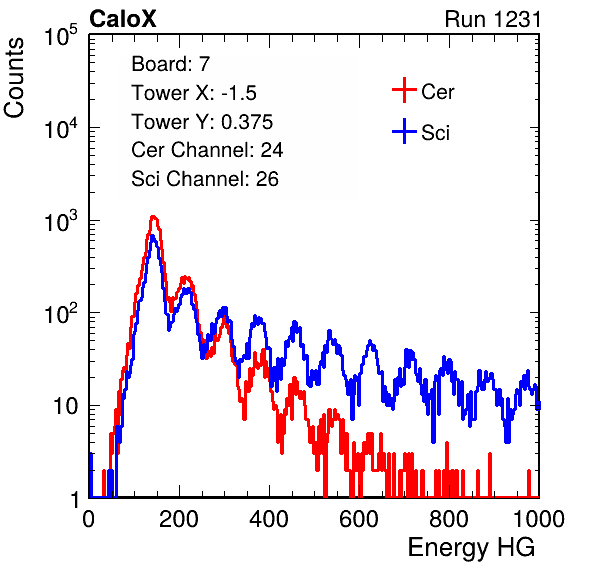 CaloX Run 1231
Counts
Board: 7
Tower X: -1.5
Tower Y: 0.375
Cer Channel: 24
Sci Channel: 26
Cer
Sci
10^5
10^4
10^3
10^2
10
1
0 200 400 600 800 1000
Energy HG